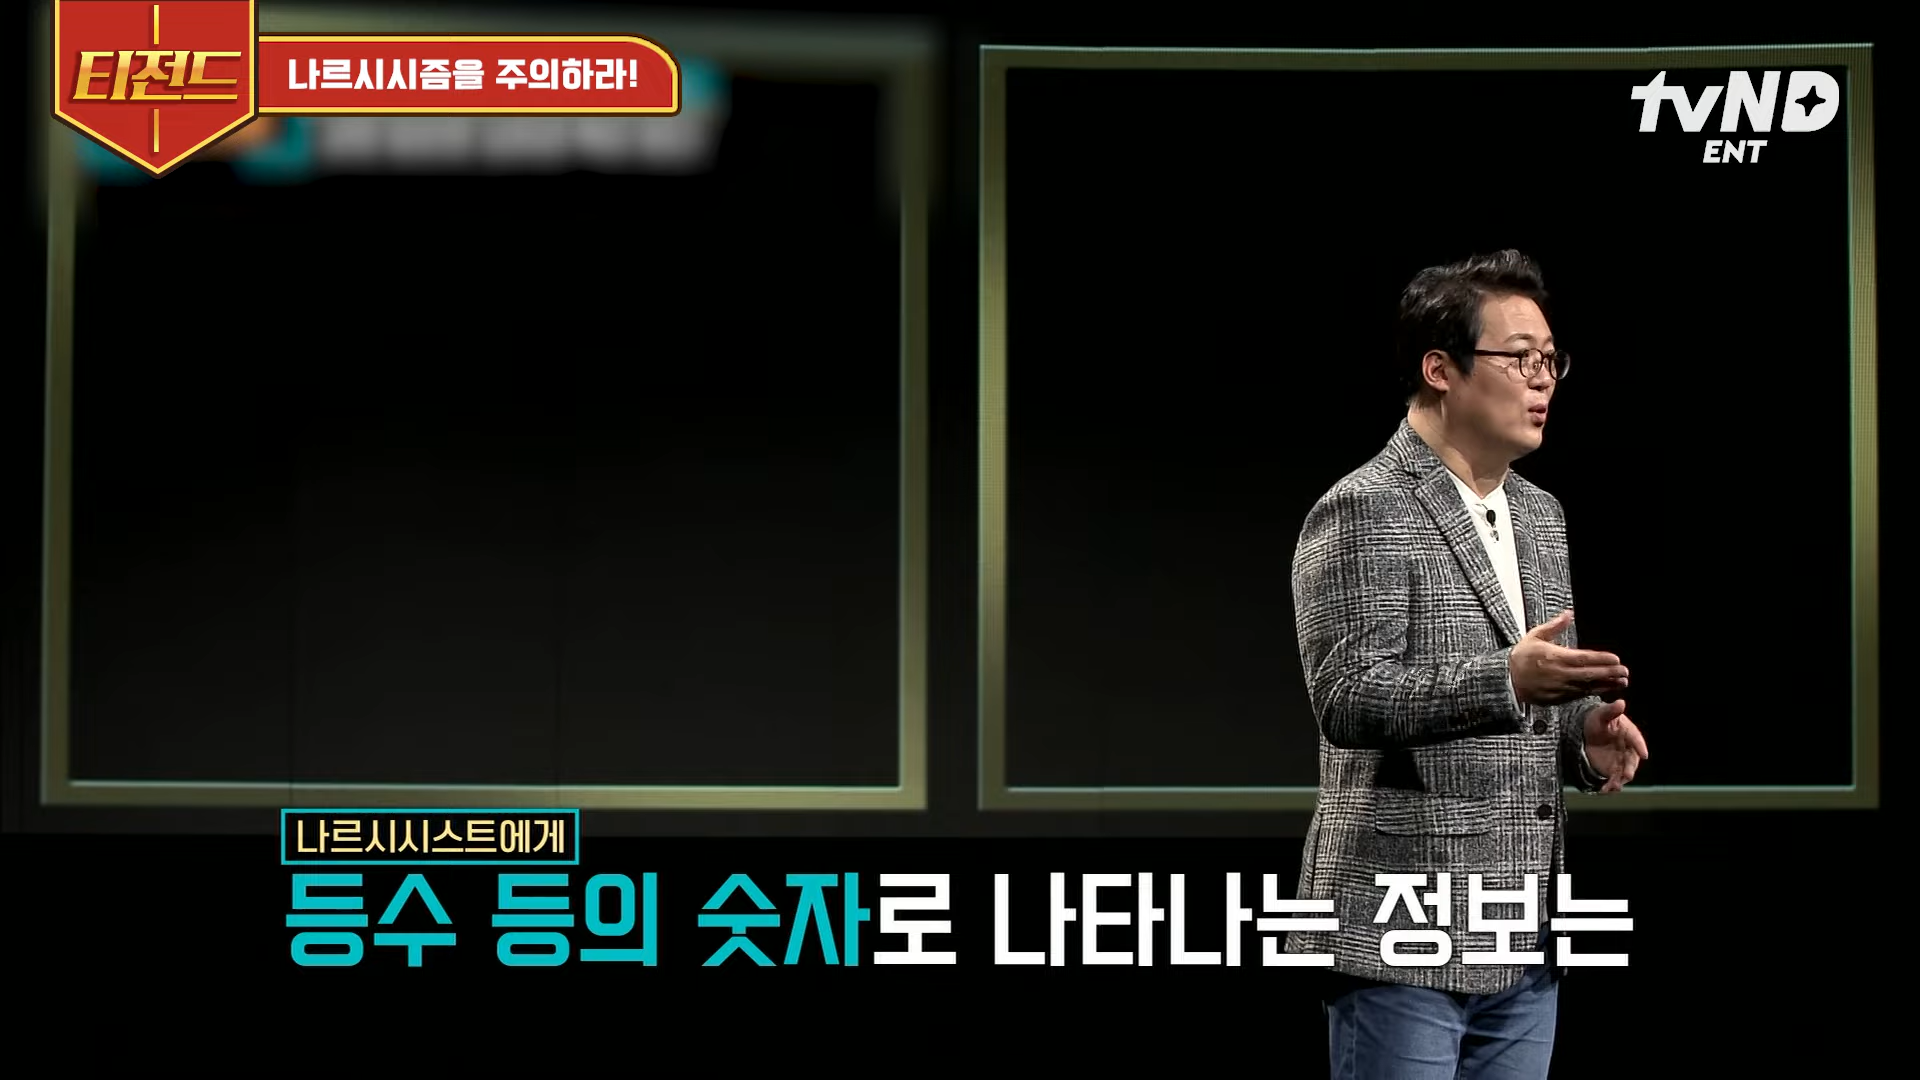 티전드
나르시시즘을 주의하라!
tvND
ENT
나르시시스트에게
등수 등의 숫자로 나타나는 정보는